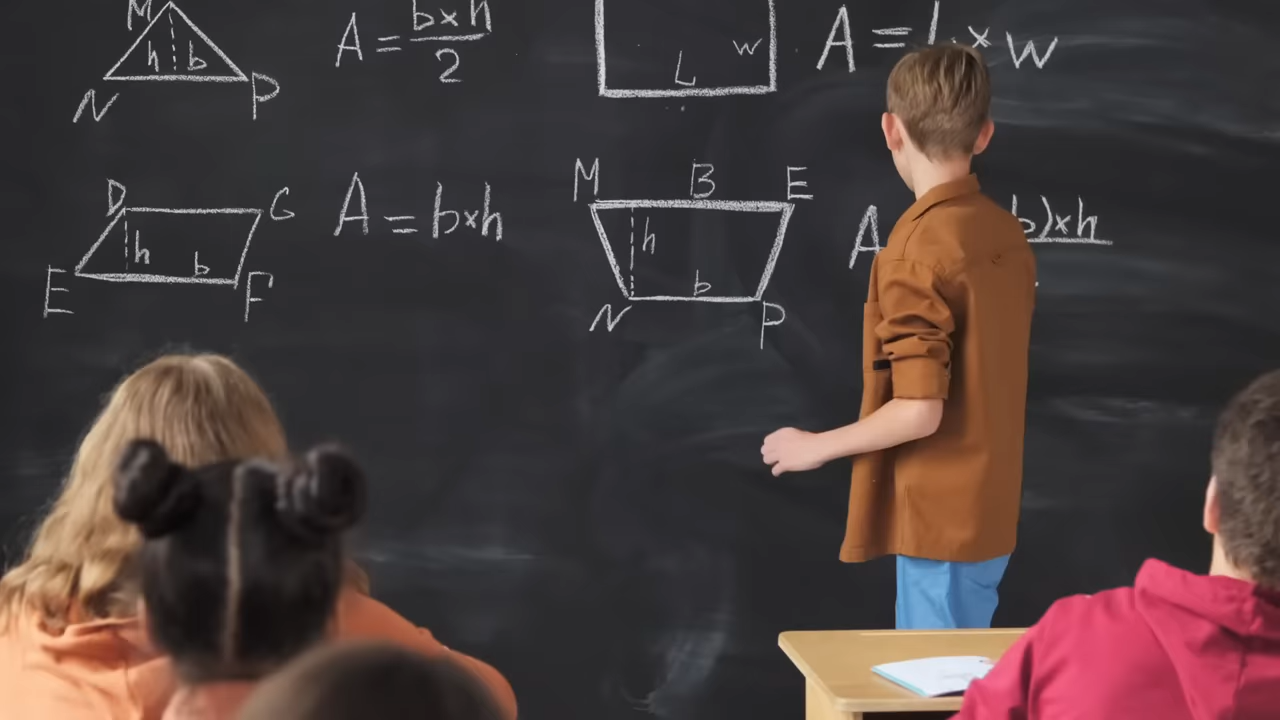 M
h b
N P
A = b×h
2
L w
A = L × w
D G
h
b
E F
A = b×h
M B E
h
b
N P
A b)×h